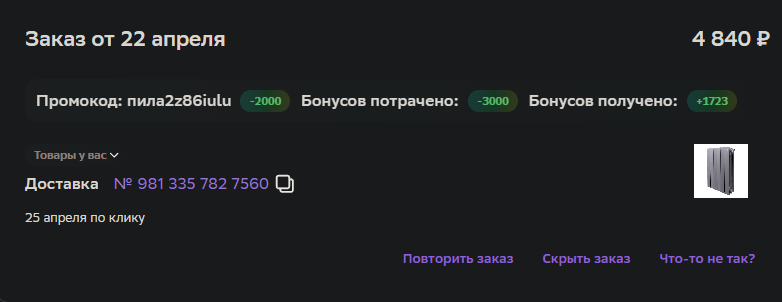 Заказ от 22 апреля 4 840 ₽
Промокод: пила2z86iulu -2000 Бонусов потрачено: -3000 Бонусов получено: +1723
Товары у вас
Доставка № 981 335 782 7560
25 апреля по клику
Повторить заказ Скрыть заказ Что-то не так?